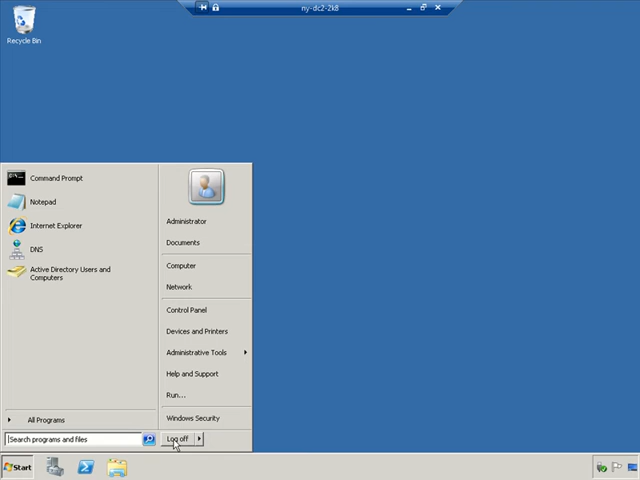 ny-dc2-2k8
Recycle Bin
Command Prompt
Notepad
Internet Explorer
DNS
Active Directory Users and
Computers
All Programs
Search programs and files
Administrator
Documents
Computer
Network
Control Panel
Devices and Printers
Administrative Tools
Help and Support
Run...
Windows Security
Log off
Start